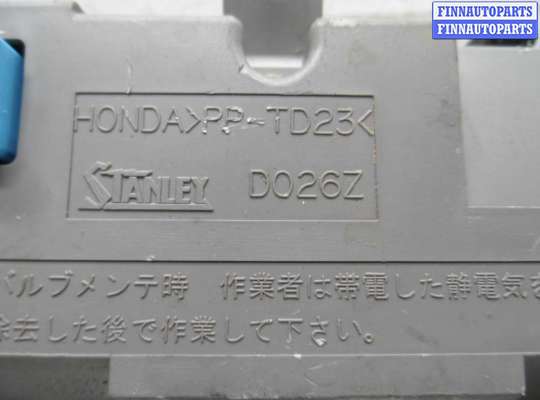 FINNAUTOPARTS
FINNAUTOPARTS
HONDA>PP-TD23<
STANLEY D026Z
バルブメンテ時 作業者は帯電した静電気を
除去した後で作業して下さい。